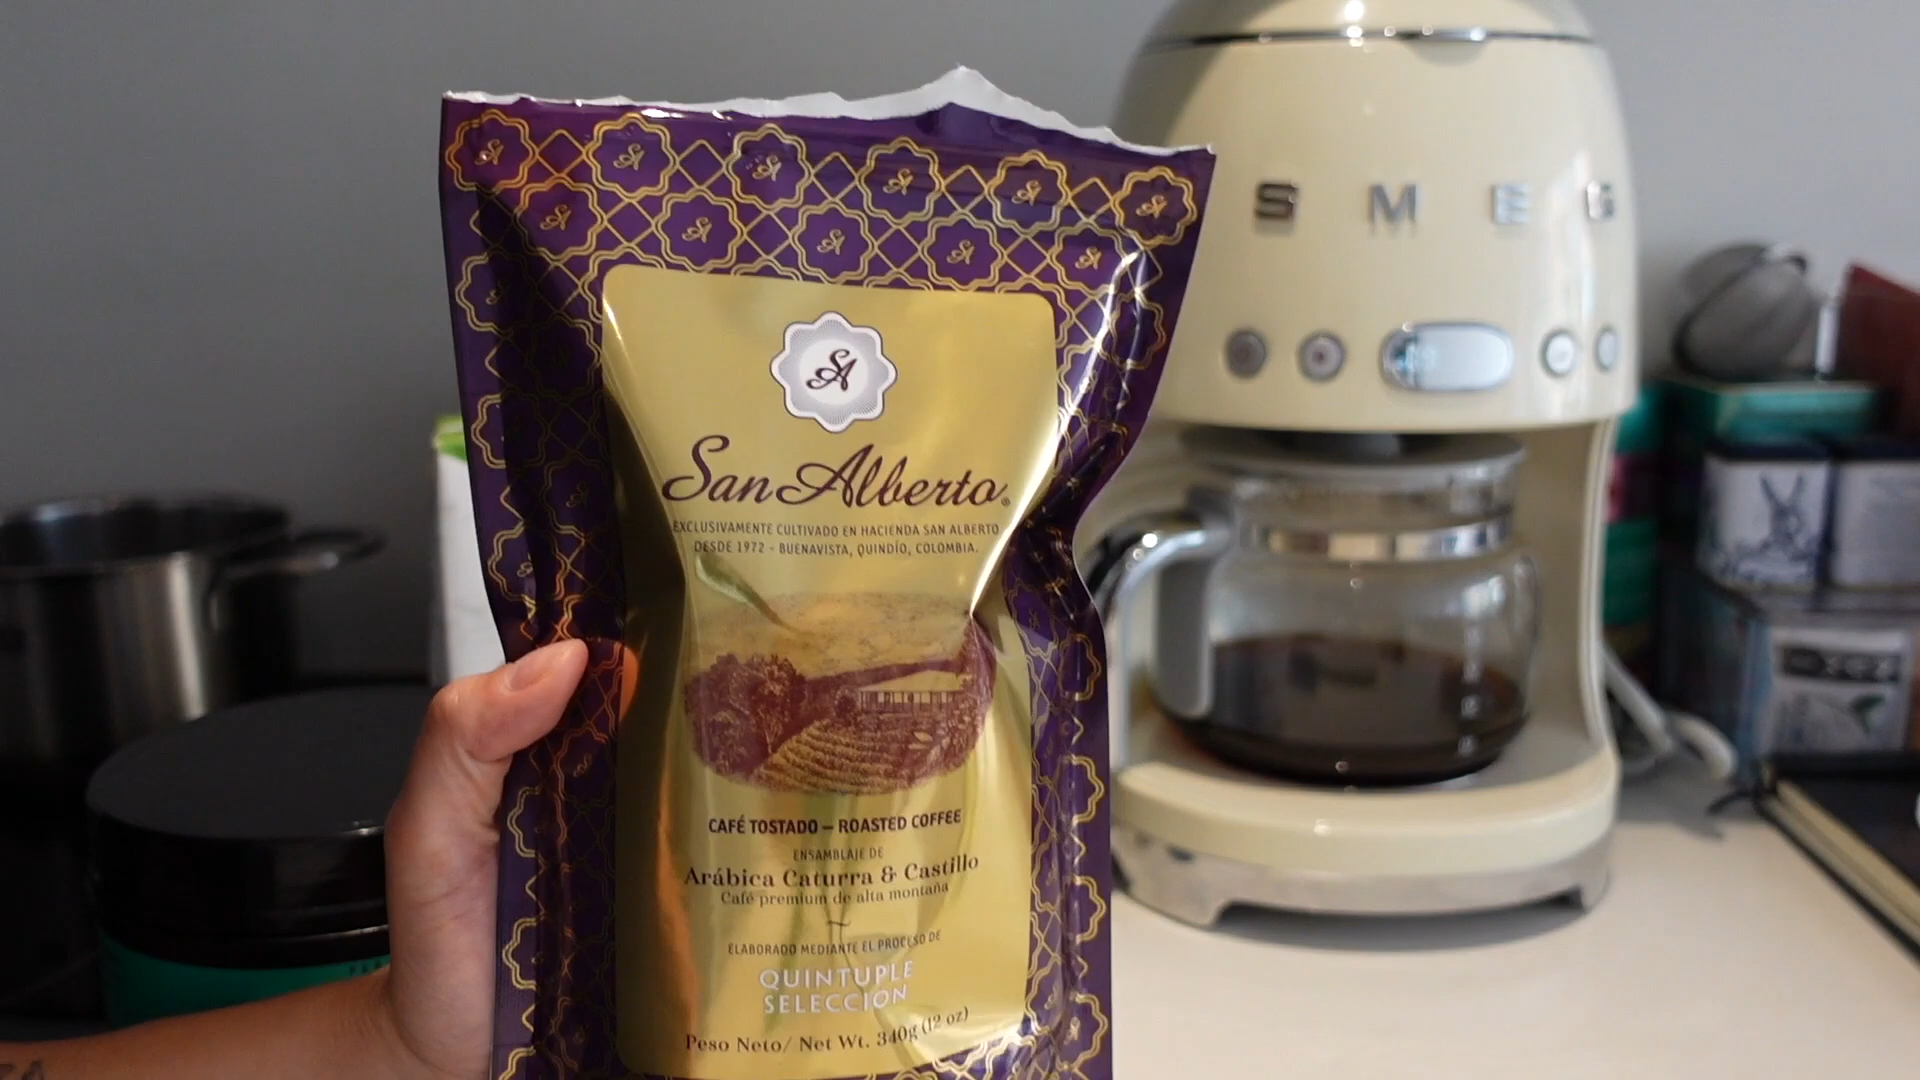 SA
San Alberto®
EXCLUSIVAMENTE CULTIVADO EN HACIENDA SAN ALBERTO
DESDE 1972 - BUENAVISTA, QUINDÍO, COLOMBIA.
CAFÉ TOSTADO – ROASTED COFFEE
ENSAMBLAJE DE
Arábica Caturra & Castillo
Café premium de alta montaña
ELABORADO MEDIANTE EL PROCESO DE
QUINTUPLE
SELECCIÓN
Peso Neto/ Net Wt. 340g (12 oz)
SMEG